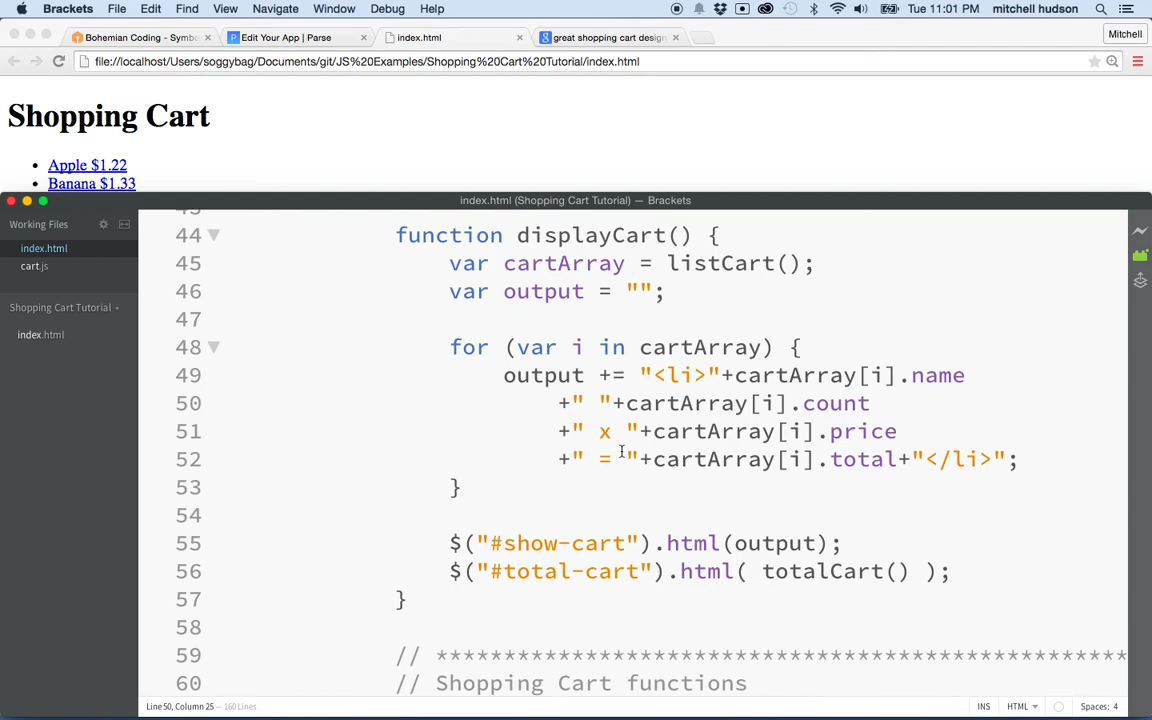 Brackets File Edit Find View Navigate Window Debug Help Tue 11:01 PM mitchell hudson
Bohemian Coding - Symbo × Edit Your App | Parse × index.html × great shopping cart design × Mitchell
file://localhost/Users/soggybag/Documents/git/JS%20Examples/Shopping%20Cart%20Tutorial/index.html
Shopping Cart
• Apple $1.22
• Banana $1.33
index.html (Shopping Cart Tutorial) — Brackets
Working Files
index.html
cart.js
Shopping Cart Tutorial
index.html
44 function displayCart() {
45 var cartArray = listCart();
46 var output = "";
47
48 for (var i in cartArray) {
49 output += "<li>"+cartArray[i].name
50 +" "+cartArray[i].count
51 +" x "+cartArray[i].price
52 +" = "+cartArray[i].total+"</li>";
53 }
54
55 $("#show-cart").html(output);
56 $("#total-cart").html( totalCart() );
57 }
58
59 // ***************************************************
60 // Shopping Cart functions
Line 50, Column 25 — 160 Lines INS HTML Spaces: 4